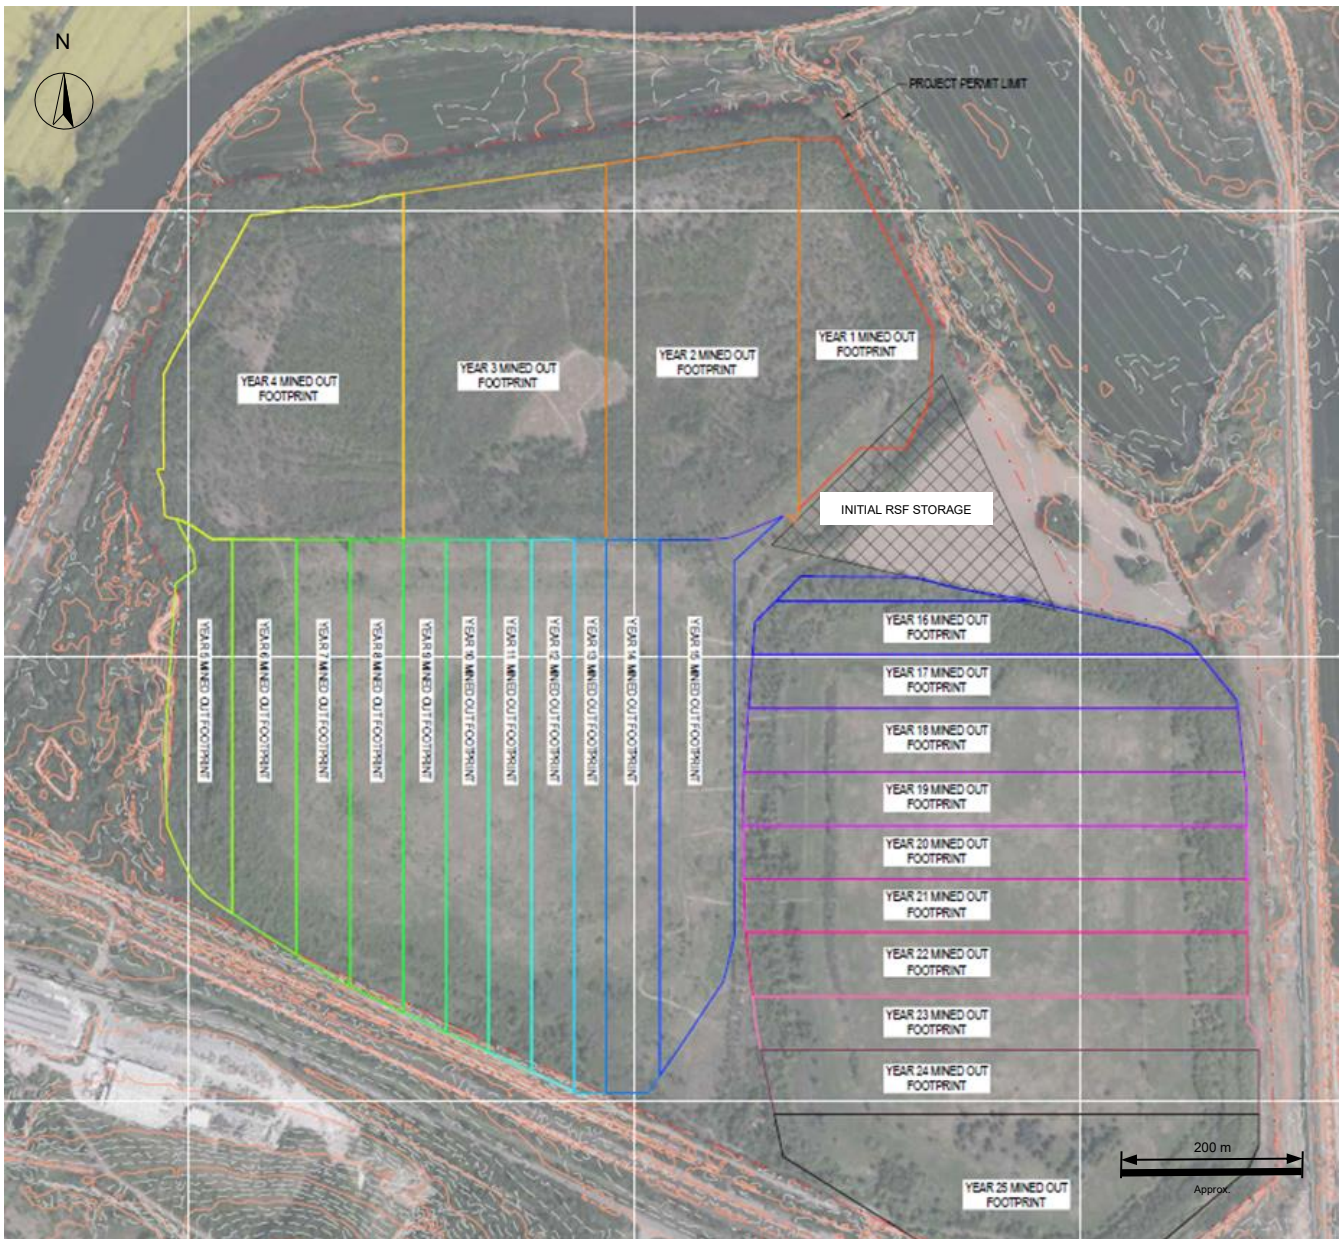 N
PROJECT PERMIT LIMIT
YEAR 1 MINED OUT
FOOTPRINT
YEAR 2 MINED OUT
FOOTPRINT
YEAR 3 MINED OUT
FOOTPRINT
YEAR 4 MINED OUT
FOOTPRINT
INITIAL RSF STORAGE
YEAR 5 MINED OUT FOOTPRINT
YEAR 6 MINED OUT FOOTPRINT
YEAR 7 MINED OUT FOOTPRINT
YEAR 8 MINED OUT FOOTPRINT
YEAR 9 MINED OUT FOOTPRINT
YEAR 10 MINED OUT FOOTPRINT
YEAR 11 MINED OUT FOOTPRINT
YEAR 12 MINED OUT FOOTPRINT
YEAR 13 MINED OUT FOOTPRINT
YEAR 14 MINED OUT FOOTPRINT
YEAR 15 MINED OUT FOOTPRINT
YEAR 16 MINED OUT
FOOTPRINT
YEAR 17 MINED OUT
FOOTPRINT
YEAR 18 MINED OUT
FOOTPRINT
YEAR 19 MINED OUT
FOOTPRINT
YEAR 20 MINED OUT
FOOTPRINT
YEAR 21 MINED OUT
FOOTPRINT
YEAR 22 MINED OUT
FOOTPRINT
YEAR 23 MINED OUT
FOOTPRINT
YEAR 24 MINED OUT
FOOTPRINT
YEAR 25 MINED OUT
FOOTPRINT
200 m
Approx.